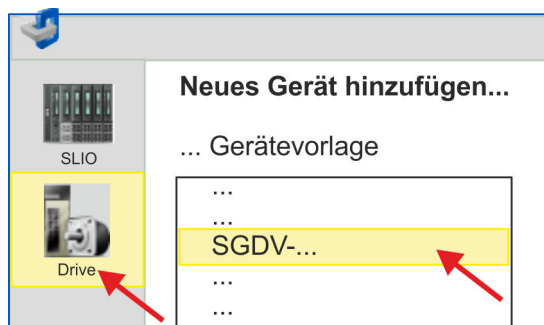 Neues Gerät hinzufügen...
SLIO
... Gerätevorlage
...
...
SGDV-...
Drive
...
...